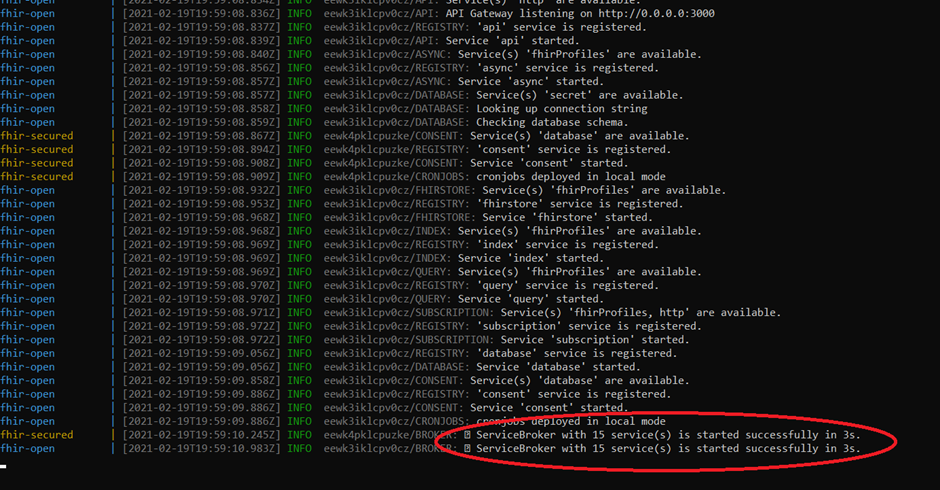 fhir-open | [2021-02-19T19:59:08.834Z] INFO eewk3iklcpv0cz/API: Service(s) 'http' are available.
fhir-open | [2021-02-19T19:59:08.836Z] INFO eewk3iklcpv0cz/API: API Gateway listening on http://0.0.0.0:3000
fhir-open | [2021-02-19T19:59:08.837Z] INFO eewk3iklcpv0cz/REGISTRY: 'api' service is registered.
fhir-open | [2021-02-19T19:59:08.839Z] INFO eewk3iklcpv0cz/API: Service 'api' started.
fhir-open | [2021-02-19T19:59:08.840Z] INFO eewk3iklcpv0cz/ASYNC: Service(s) 'fhirProfiles' are available.
fhir-open | [2021-02-19T19:59:08.856Z] INFO eewk3iklcpv0cz/REGISTRY: 'async' service is registered.
fhir-open | [2021-02-19T19:59:08.857Z] INFO eewk3iklcpv0cz/ASYNC: Service 'async' started.
fhir-open | [2021-02-19T19:59:08.857Z] INFO eewk3iklcpv0cz/DATABASE: Service(s) 'secret' are available.
fhir-open | [2021-02-19T19:59:08.858Z] INFO eewk3iklcpv0cz/DATABASE: Looking up connection string
fhir-open | [2021-02-19T19:59:08.859Z] INFO eewk3iklcpv0cz/DATABASE: Checking database schema.
fhir-secured | [2021-02-19T19:59:08.867Z] INFO eewk4pklcpuzke/CONSENT: Service(s) 'database' are available.
fhir-secured | [2021-02-19T19:59:08.894Z] INFO eewk4pklcpuzke/REGISTRY: 'consent' service is registered.
fhir-secured | [2021-02-19T19:59:08.908Z] INFO eewk4pklcpuzke/CONSENT: Service 'consent' started.
fhir-secured | [2021-02-19T19:59:08.909Z] INFO eewk4pklcpuzke/CRONJOBS: cronjobs deployed in local mode
fhir-open | [2021-02-19T19:59:08.932Z] INFO eewk3iklcpv0cz/FHIRSTORE: Service(s) 'fhirProfiles' are available.
fhir-open | [2021-02-19T19:59:08.953Z] INFO eewk3iklcpv0cz/REGISTRY: 'fhirstore' service is registered.
fhir-open | [2021-02-19T19:59:08.968Z] INFO eewk3iklcpv0cz/FHIRSTORE: Service 'fhirstore' started.
fhir-open | [2021-02-19T19:59:08.968Z] INFO eewk3iklcpv0cz/INDEX: Service(s) 'fhirProfiles' are available.
fhir-open | [2021-02-19T19:59:08.969Z] INFO eewk3iklcpv0cz/REGISTRY: 'index' service is registered.
fhir-open | [2021-02-19T19:59:08.969Z] INFO eewk3iklcpv0cz/INDEX: Service 'index' started.
fhir-open | [2021-02-19T19:59:08.969Z] INFO eewk3iklcpv0cz/QUERY: Service(s) 'fhirProfiles' are available.
fhir-open | [2021-02-19T19:59:08.970Z] INFO eewk3iklcpv0cz/REGISTRY: 'query' service is registered.
fhir-open | [2021-02-19T19:59:08.970Z] INFO eewk3iklcpv0cz/QUERY: Service 'query' started.
fhir-open | [2021-02-19T19:59:08.971Z] INFO eewk3iklcpv0cz/SUBSCRIPTION: Service(s) 'fhirProfiles, http' are available.
fhir-open | [2021-02-19T19:59:08.972Z] INFO eewk3iklcpv0cz/REGISTRY: 'subscription' service is registered.
fhir-open | [2021-02-19T19:59:08.972Z] INFO eewk3iklcpv0cz/SUBSCRIPTION: Service 'subscription' started.
fhir-open | [2021-02-19T19:59:09.056Z] INFO eewk3iklcpv0cz/REGISTRY: 'database' service is registered.
fhir-open | [2021-02-19T19:59:09.056Z] INFO eewk3iklcpv0cz/DATABASE: Service 'database' started.
fhir-open | [2021-02-19T19:59:09.858Z] INFO eewk3iklcpv0cz/CONSENT: Service(s) 'database' are available.
fhir-open | [2021-02-19T19:59:09.886Z] INFO eewk3iklcpv0cz/REGISTRY: 'consent' service is registered.
fhir-open | [2021-02-19T19:59:09.886Z] INFO eewk3iklcpv0cz/CONSENT: Service 'consent' started.
fhir-open | [2021-02-19T19:59:09.886Z] INFO eewk3iklcpv0cz/CRONJOBS: cronjobs deployed in local mode
fhir-secured | [2021-02-19T19:59:10.245Z] INFO eewk4pklcpuzke/BROKER: ServiceBroker with 15 service(s) is started successfully in 3s.
fhir-open | [2021-02-19T19:59:10.983Z] INFO eewk3iklcpv0cz/BROKER: ServiceBroker with 15 service(s) is started successfully in 3s.